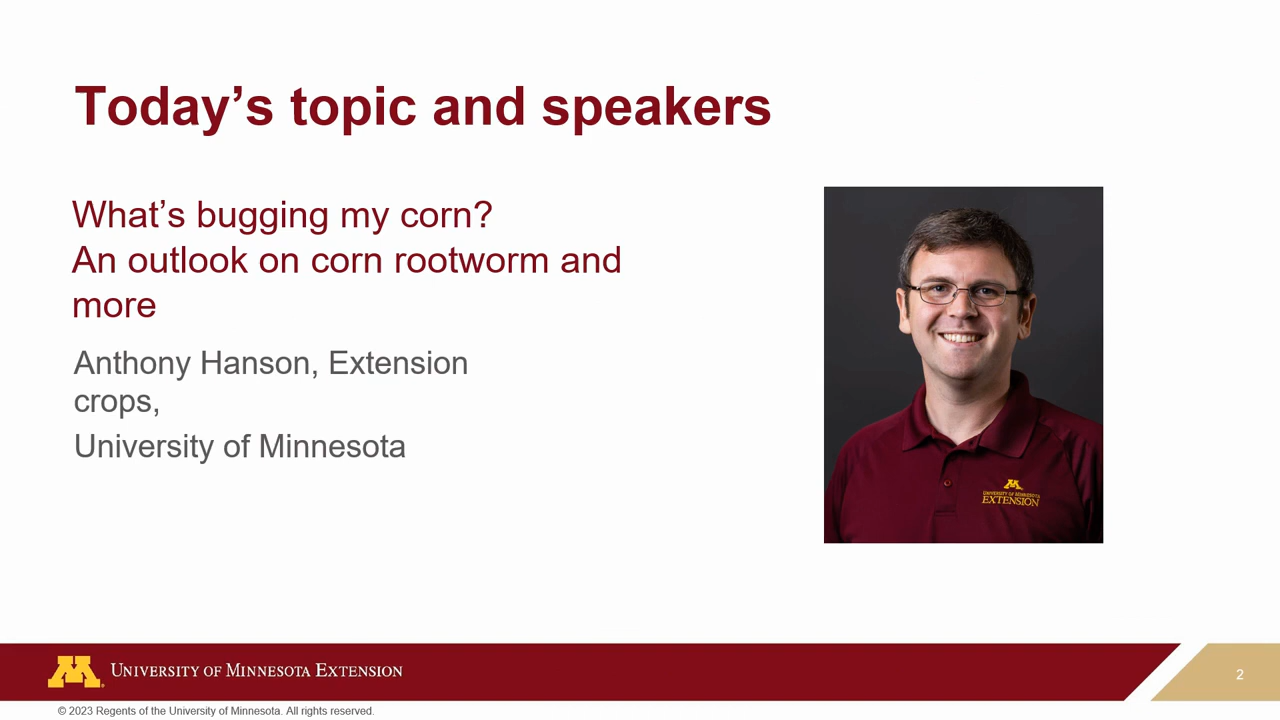 Today’s topic and speakers
What’s bugging my corn?
An outlook on corn rootworm and
more
Anthony Hanson, Extension
crops,
University of Minnesota
UNIVERSITY OF MINNESOTA
EXTENSION
UNIVERSITY OF MINNESOTA EXTENSION
2
© 2023 Regents of the University of Minnesota. All rights reserved.